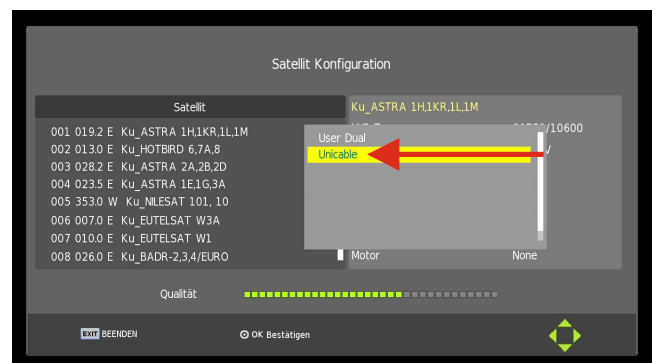 Satellit Konfiguration
Satellit
Ku_ASTRA 1H,1KR,1L,1M
001 019.2 E Ku_ASTRA 1H,1KR,1L,1M
002 013.0 E Ku_HOTBIRD 6,7A,8
003 028.2 E Ku_ASTRA 2A,2B,2D
004 023.5 E Ku_ASTRA 1E,1G,3A
005 353.0 W Ku_NILESAT 101, 10
006 007.0 E Ku_EUTELSAT W3A
007 010.0 E Ku_EUTELSAT W1
008 026.0 E Ku_BADR-2,3,4/EURO
/10600
User Dual
Unicable
Motor None
Qualität
EXIT BEENDEN
OK Bestätigen